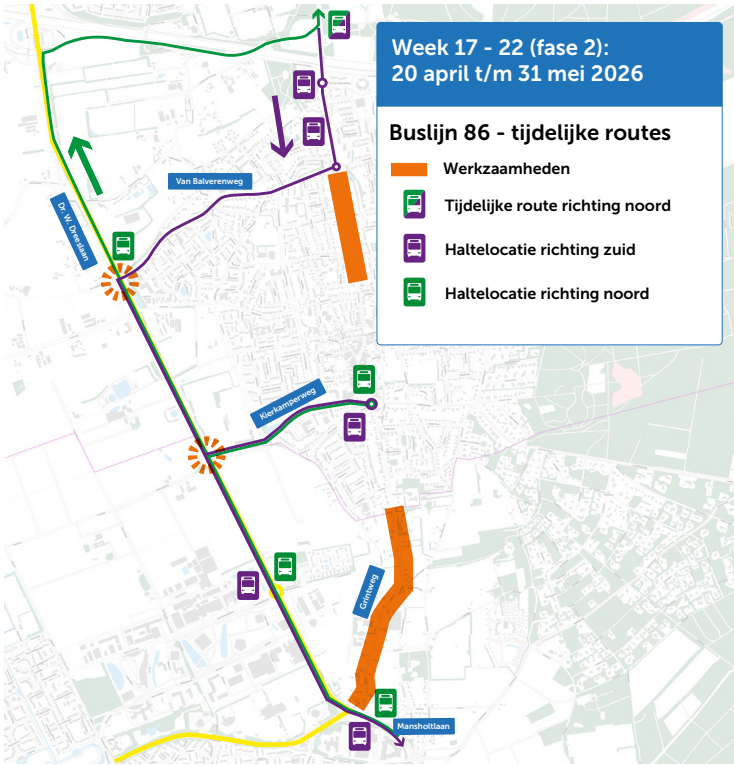 Week 17 - 22 (fase 2):
20 april t/m 31 mei 2026
Buslijn 86 - tijdelijke routes
Werkzaamheden
Tijdelijke route richting noord
Haltelocatie richting zuid
Haltelocatie richting noord
Van Balverenweg
Dr. W. Dreeslaan
Kierkamperweg
Grintweg
Mansholtlaan